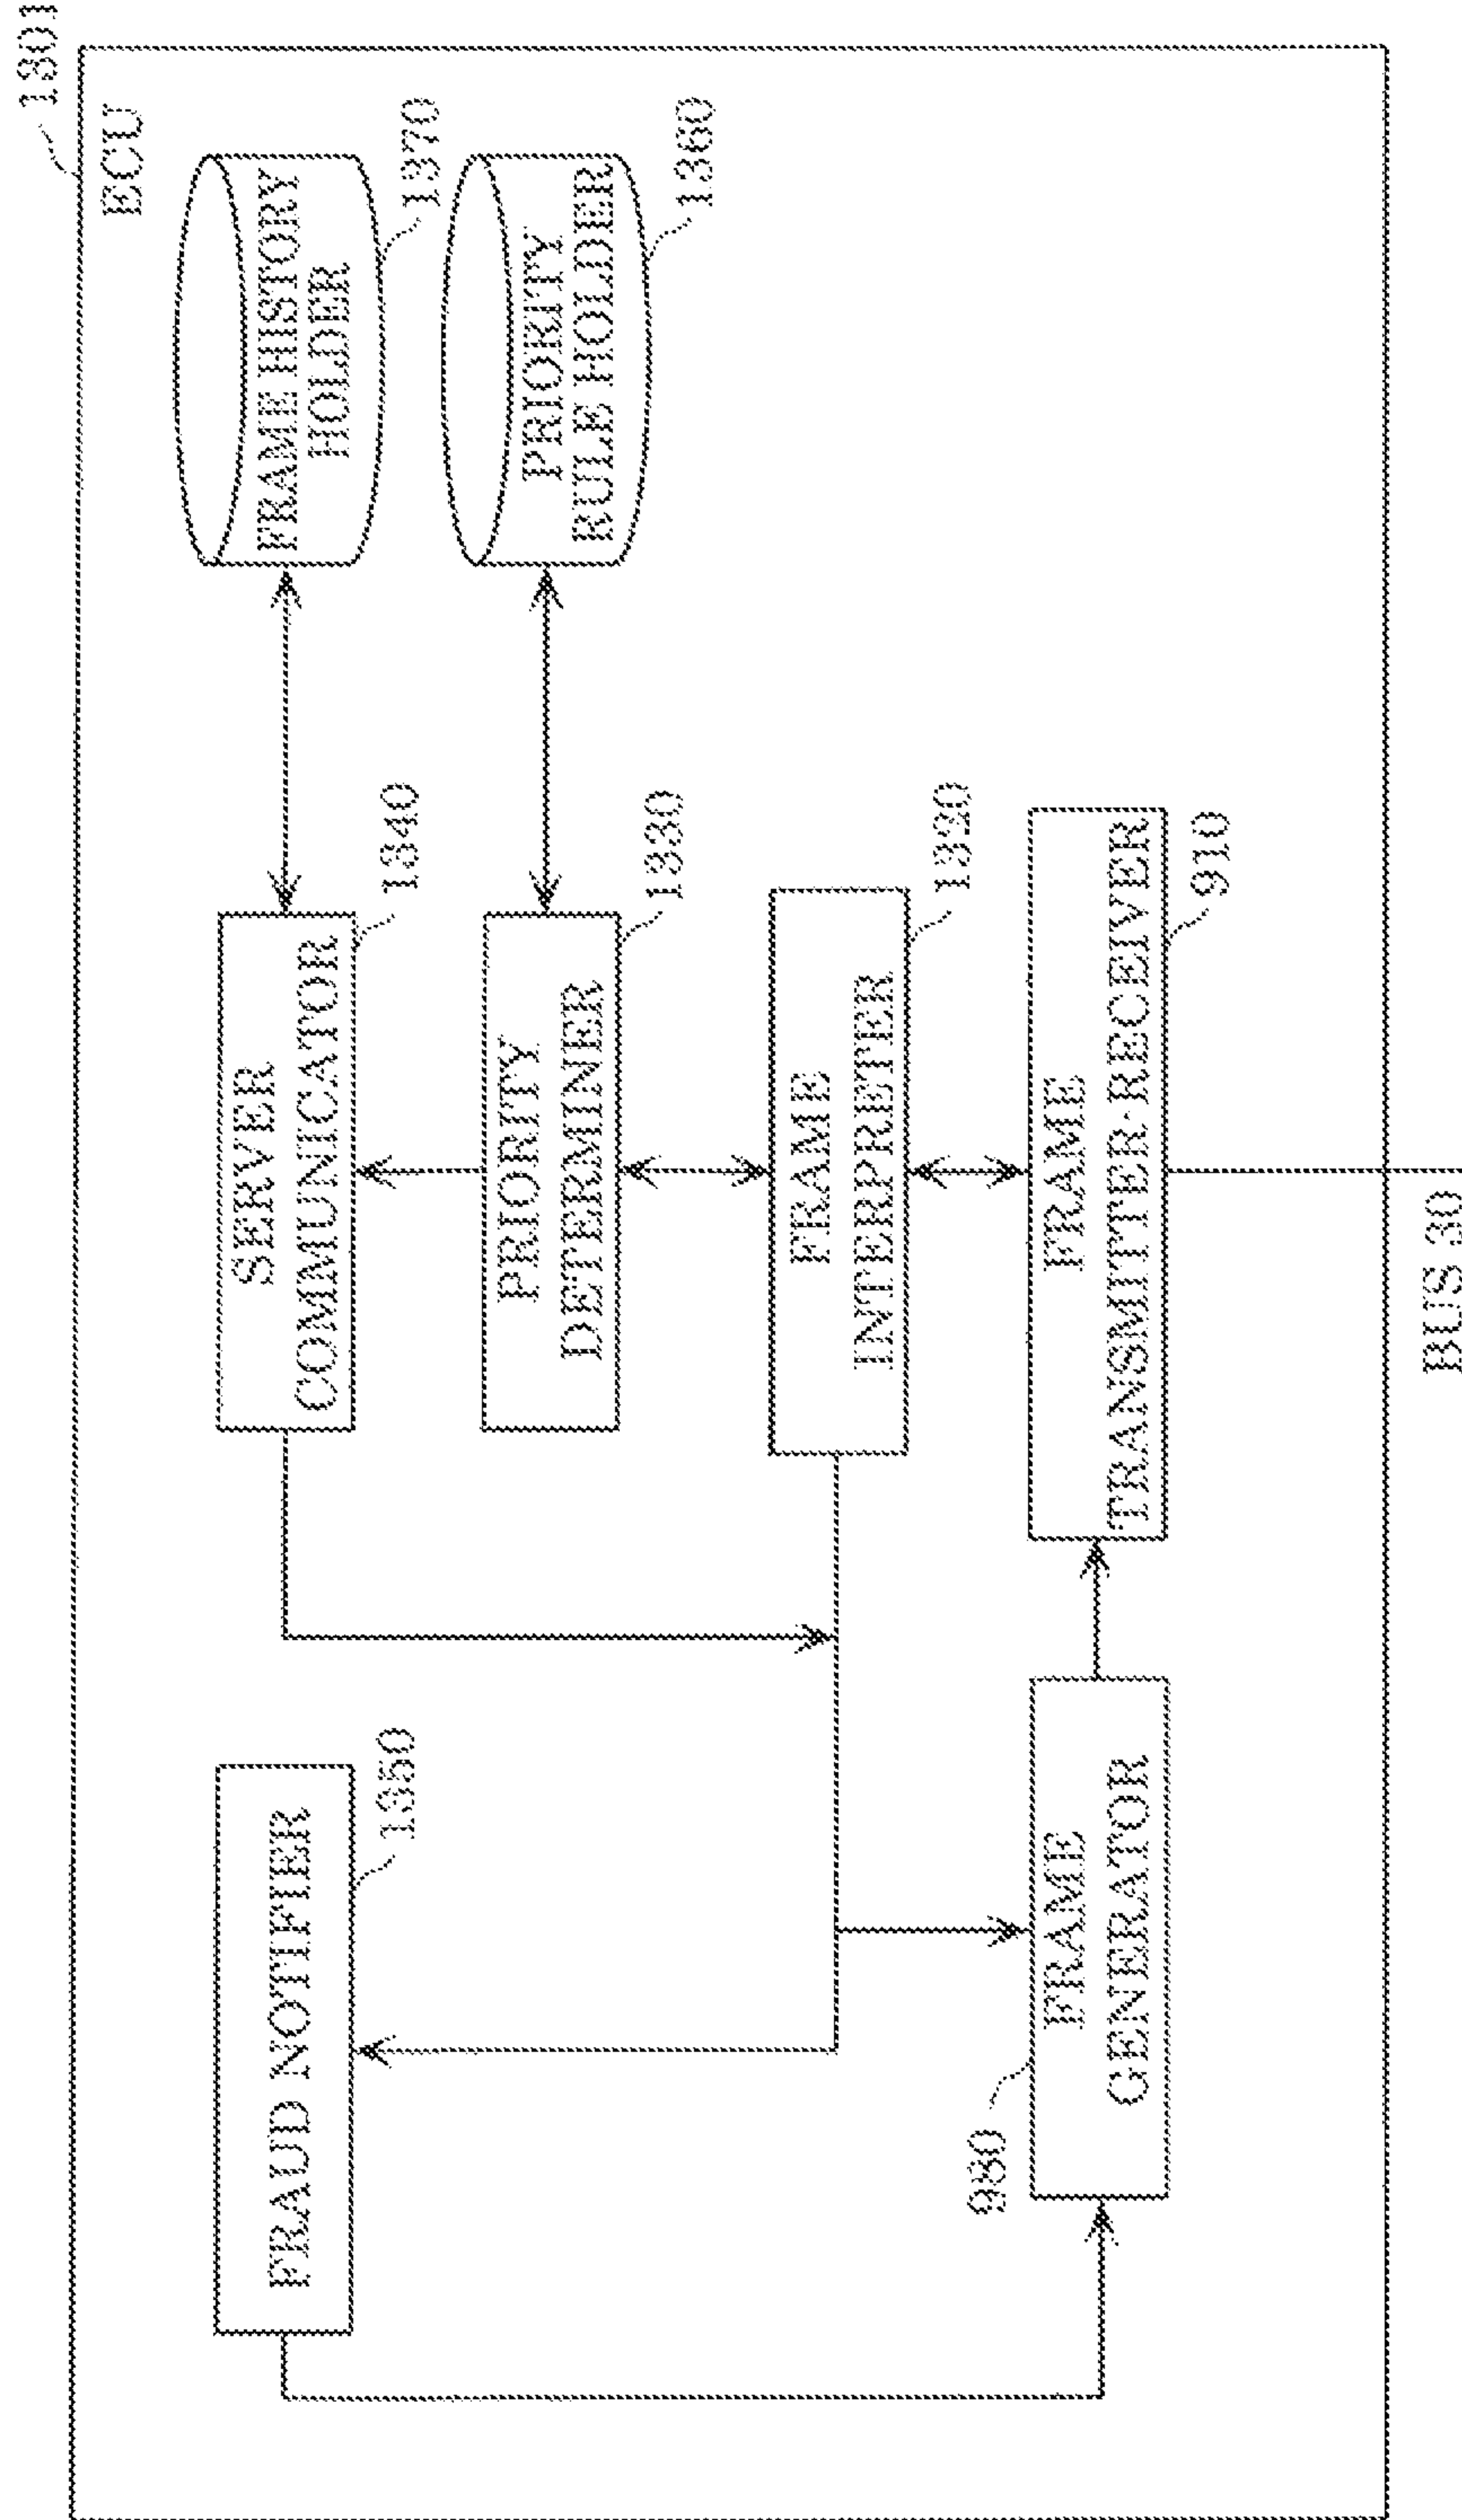 1301
ECU
FRAUD NOTIFIER
1350
SERVER
COMMUNICATOR
1340
FRAME HISTORY
HOLDER
1370
PRIORITY
DETERMINER
1330
PRIORITY
RULE HOLDER
1360
FRAME
INTERPRETER
1320
980
FRAME
GENERATOR
FRAME
TRANSMITTER-RECEIVER
910
BUS 30